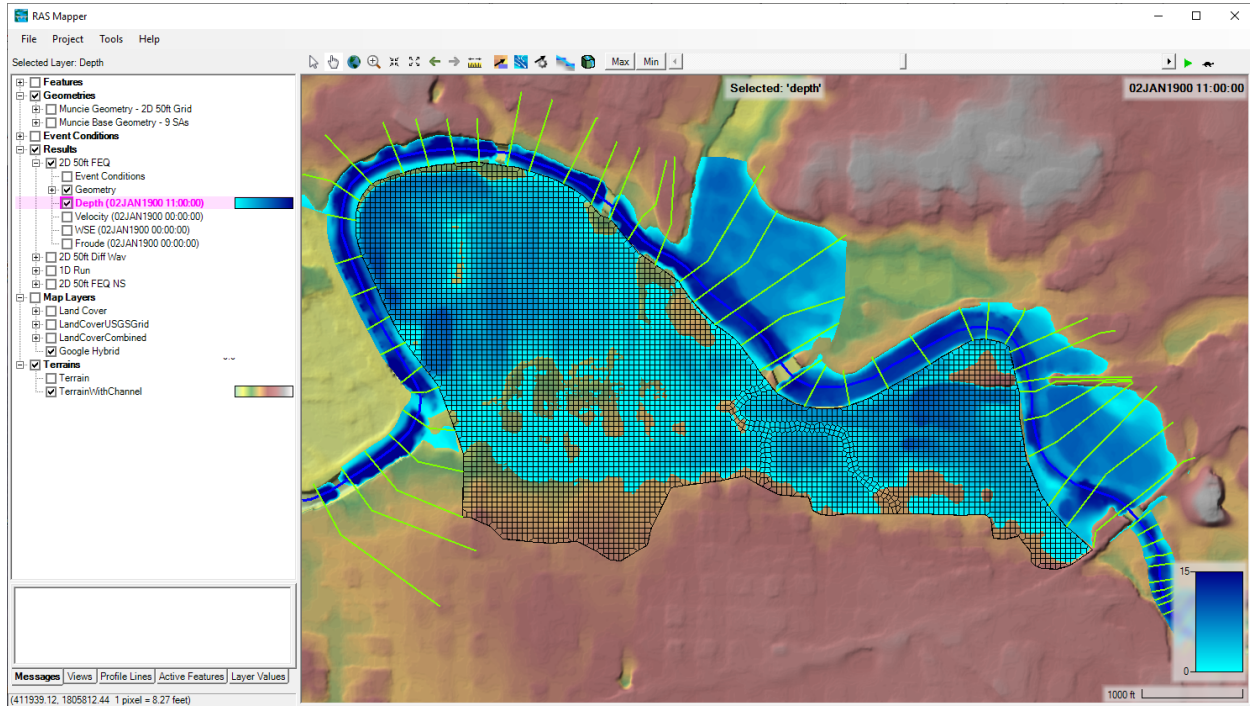 RAS Mapper
File Project Tools Help
Selected Layer: Depth
Max Min
Features
Geometries
Muncie Geometry - 2D 50ft Grid
Muncie Base Geometry - 9 SAs
Event Conditions
Results
2D 50ft FEQ
Event Conditions
Geometry
Depth (02JAN1900 11:00:00)
Velocity (02JAN1900 00:00:00)
WSE (02JAN1900 00:00:00)
Froude (02JAN1900 00:00:00)
2D 50ft Diff Wav
1D Run
2D 50ft FEQ NS
Map Layers
Land Cover
LandCoverUSGSGrid
LandCoverCombined
Google Hybrid
Terrains
Terrain
TerrainWithChannel
Selected: 'depth'
02JAN1900 11:00:00
15
0
1000 ft
Messages Views Profile Lines Active Features Layer Values
(411939.12, 1805812.44 1 pixel = 8.27 feet)